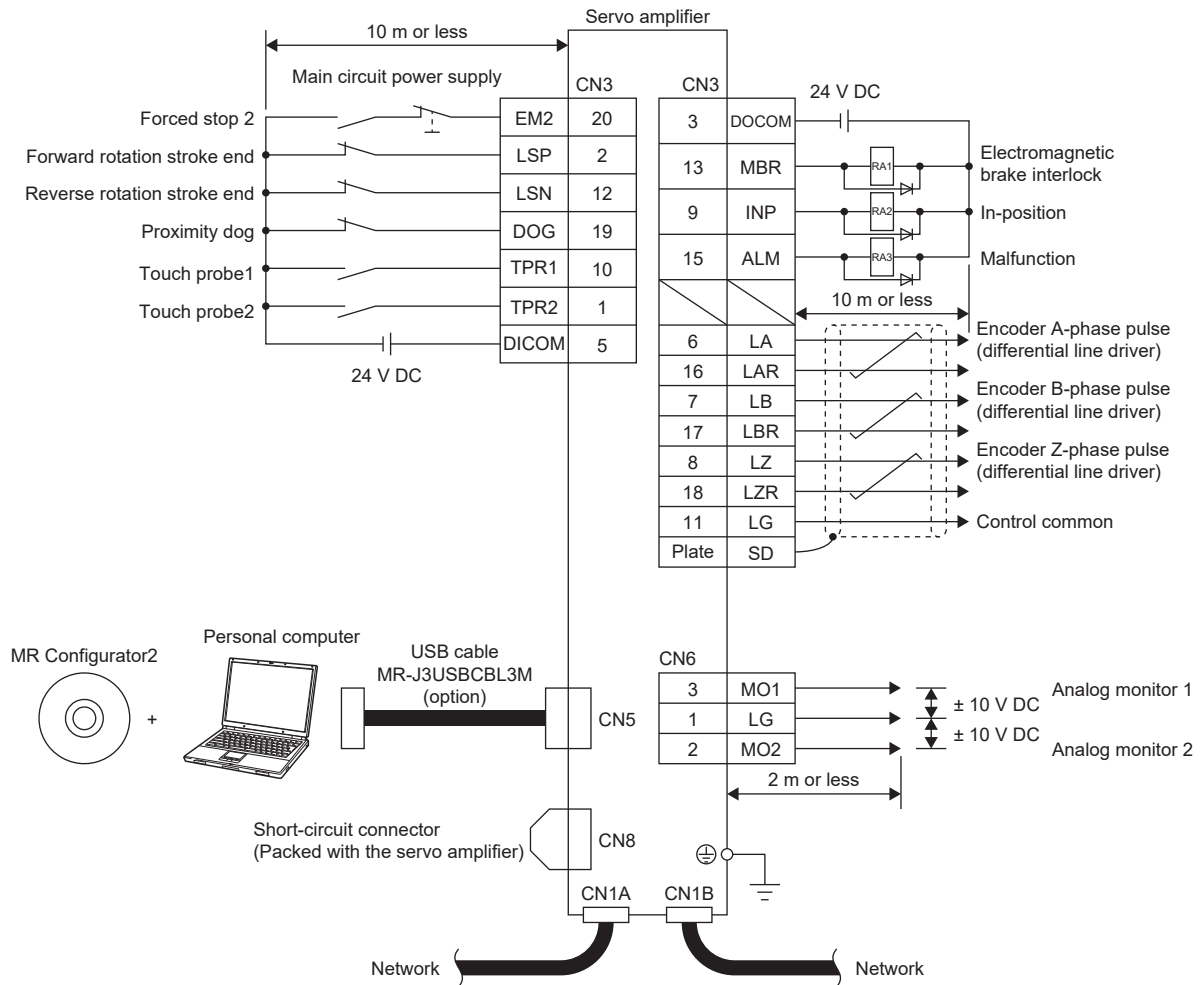 Servo amplifier
10 m or less
Main circuit power supply
CN3
Forced stop 2
EM2 20
Forward rotation stroke end
LSP 2
Reverse rotation stroke end
LSN 12
Proximity dog
DOG 19
Touch probe1
TPR1 10
Touch probe2
TPR2 1
DICOM 5
24 V DC
CN3
24 V DC
3 DOCOM
13 MBR
RA1
Electromagnetic
brake interlock
9 INP
RA2
In-position
15 ALM
RA3
Malfunction
10 m or less
6 LA
Encoder A-phase pulse
(differential line driver)
16 LAR
7 LB
Encoder B-phase pulse
(differential line driver)
17 LBR
8 LZ
Encoder Z-phase pulse
(differential line driver)
18 LZR
11 LG
Control common
Plate SD
MR Configurator2
+
Personal computer
USB cable
MR-J3USBCBL3M
(option)
CN5
CN6
3 MO1
Analog monitor 1
± 10 V DC
1 LG
± 10 V DC
2 MO2
Analog monitor 2
2 m or less
Short-circuit connector
(Packed with the servo amplifier)
CN8
CN1A CN1B
Network
Network